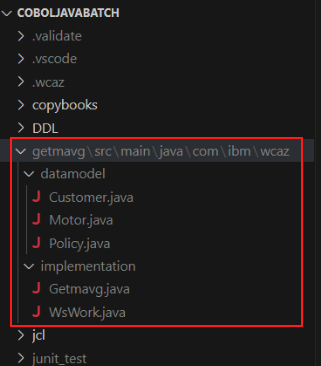 COBOLJAVABATCH
.validate
.vscode
.wcaz
copybooks
DDL
getmavg\src\main\java\com\ibm\wcaz
datamodel
J Customer.java
J Motor.java
J Policy.java
implementation
J Getmavg.java
J WsWork.java
jcl
junit_test